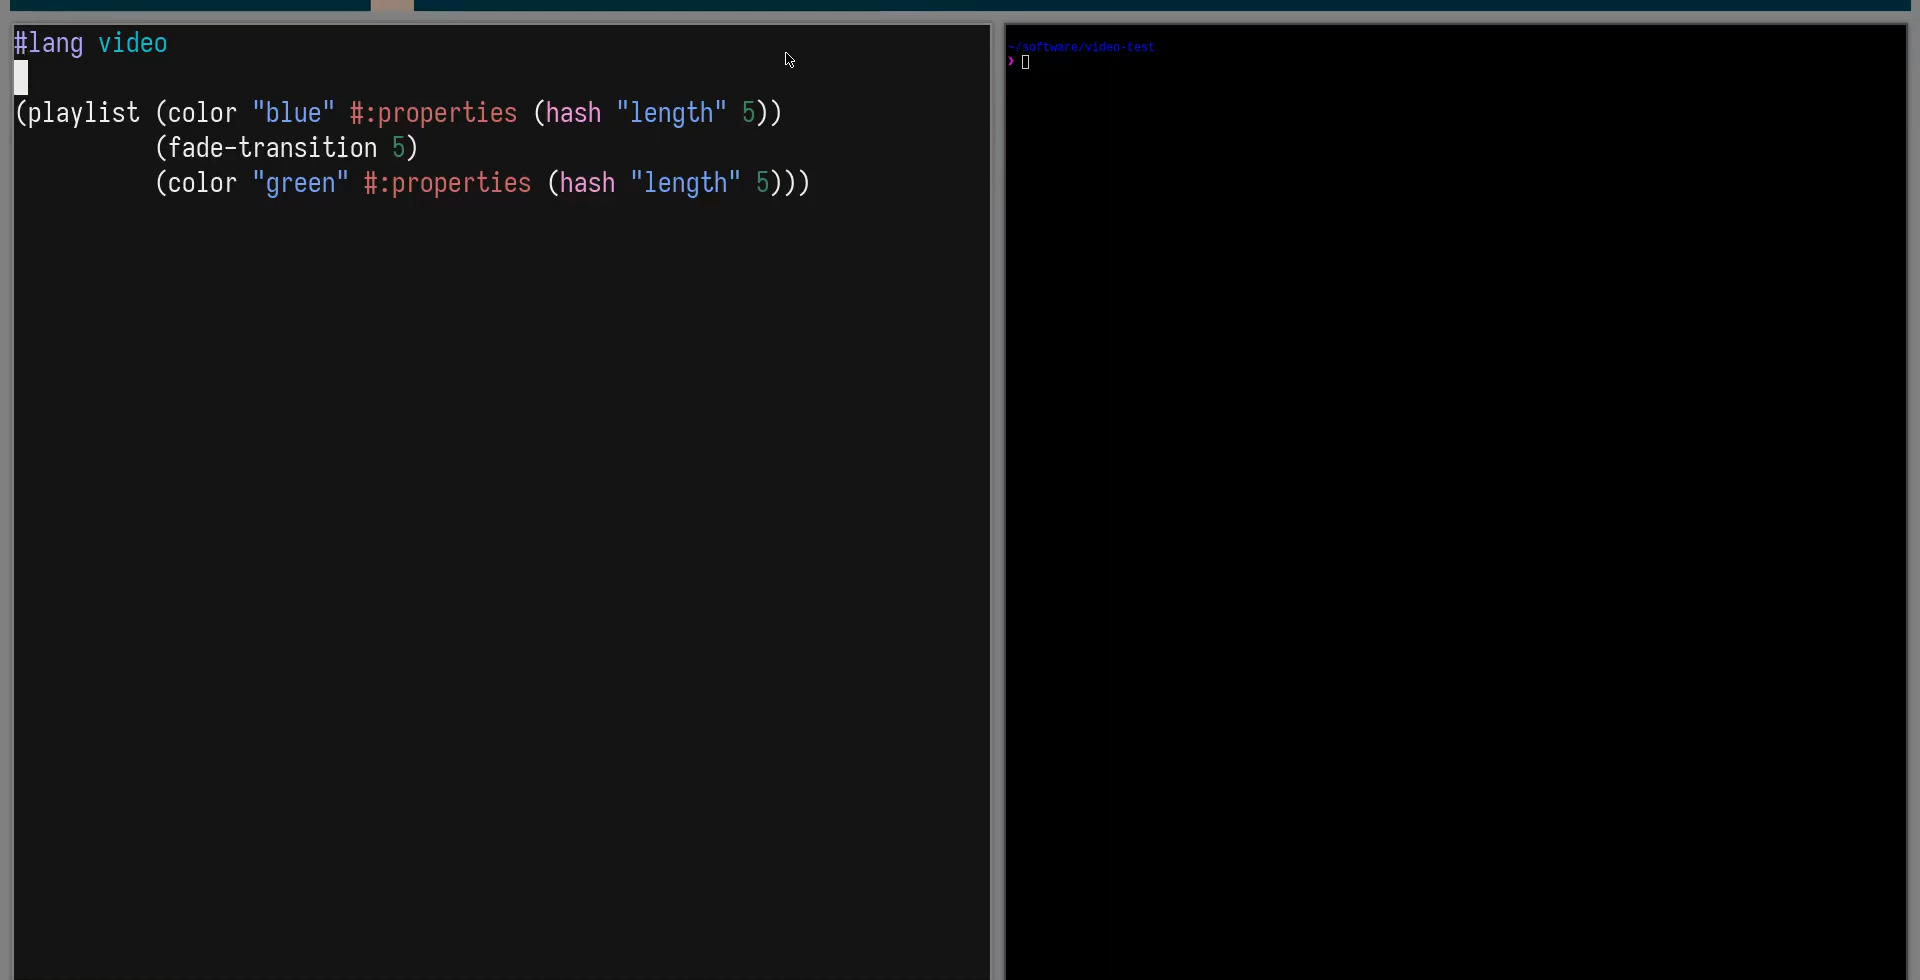 #lang video
(playlist (color "blue" #:properties (hash "length" 5))
(fade-transition 5)
(color "green" #:properties (hash "length" 5)))
~/software/video-test
❯